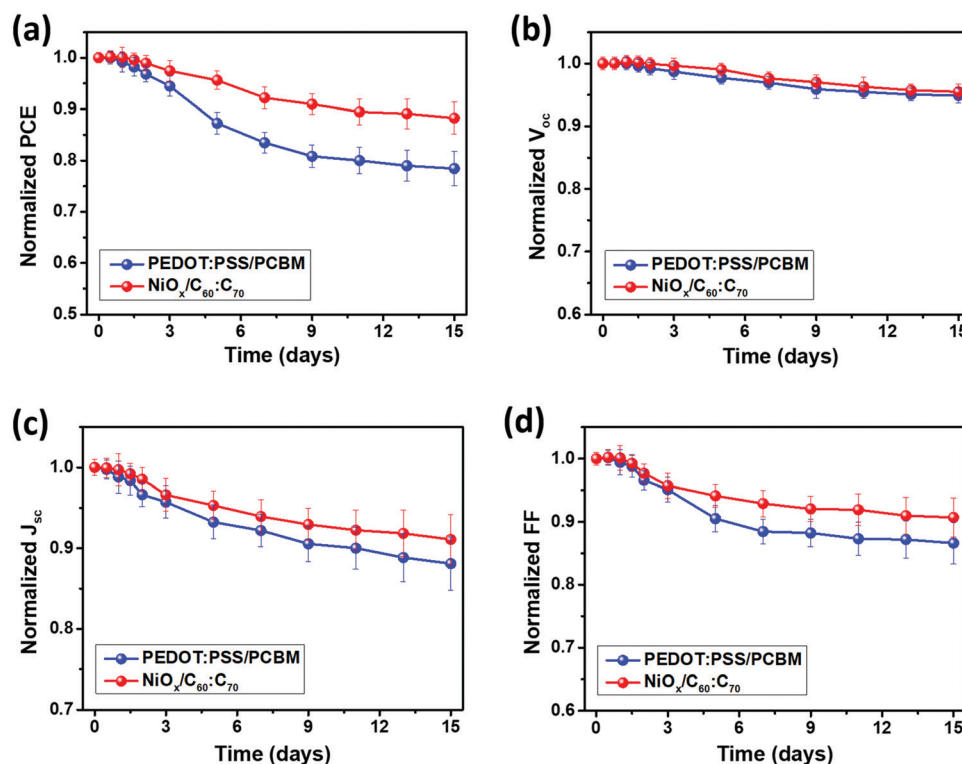 (a)
Normalized PCE
1.0
0.9
0.8
0.7
0.6
0.5
PEDOT:PSS/PCBM
NiOx/C60:C70
0 3 6 9 12 15
Time (days)
(b)
Normalized Voc
1.0
0.9
0.8
0.7
0.6
PEDOT:PSS/PCBM
NiOx/C60:C70
0 3 6 9 12 15
Time (days)
(c)
Normalized Jsc
1.0
0.9
0.8
0.7
PEDOT:PSS/PCBM
NiOx/C60:C70
0 3 6 9 12 15
Time (days)
(d)
Normalized FF
1.0
0.9
0.8
0.7
0.6
PEDOT:PSS/PCBM
NiOx/C60:C70
0 3 6 9 12 15
Time (days)